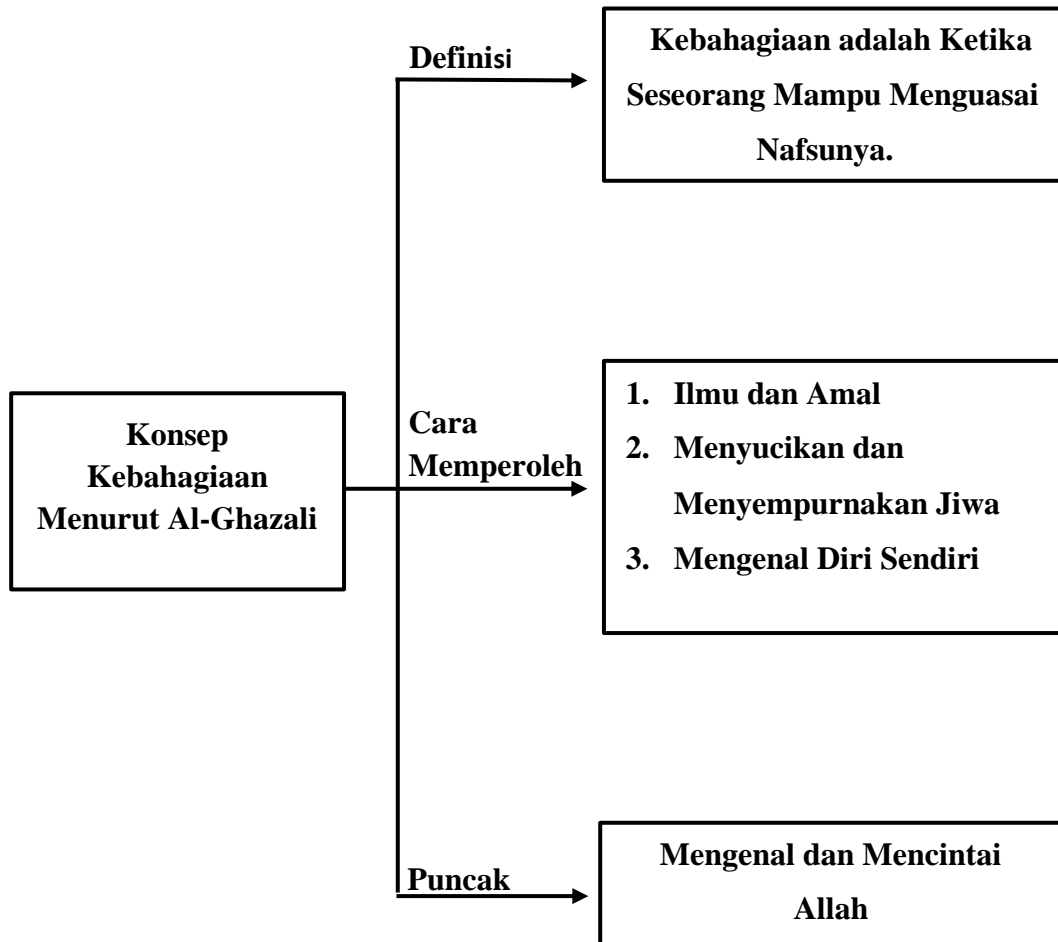 Definisi
Kebahagiaan adalah Ketika
Seseorang Mampu Menguasai
Nafsunya.
Konsep
Kebahagiaan
Menurut Al-Ghazali
Cara
Memperoleh
1. Ilmu dan Amal
2. Menyucikan dan
Menyempurnakan Jiwa
3. Mengenal Diri Sendiri
Puncak
Mengenal dan Mencintai
Allah